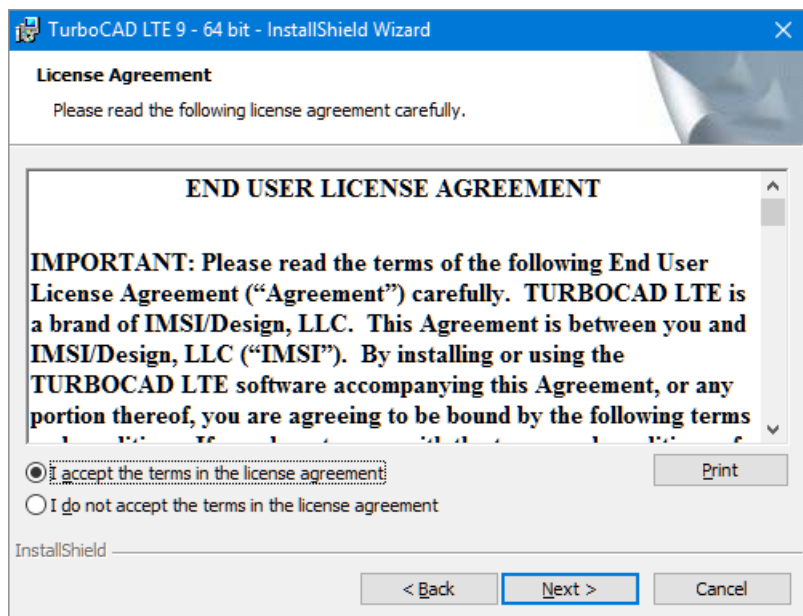 TurboCAD LTE 9 - 64 bit - InstallShield Wizard
License Agreement
Please read the following license agreement carefully.
END USER LICENSE AGREEMENT
IMPORTANT: Please read the terms of the following End User
License Agreement (“Agreement”) carefully.  TURBOCAD LTE is
a brand of IMSI/Design, LLC.  This Agreement is between you and
IMSI/Design, LLC (“IMSI”).  By installing or using the
TURBOCAD LTE software accompanying this Agreement, or any
portion thereof, you are agreeing to be bound by the following terms
I accept the terms in the license agreement
Print
I do not accept the terms in the license agreement
InstallShield
< Back
Next >
Cancel